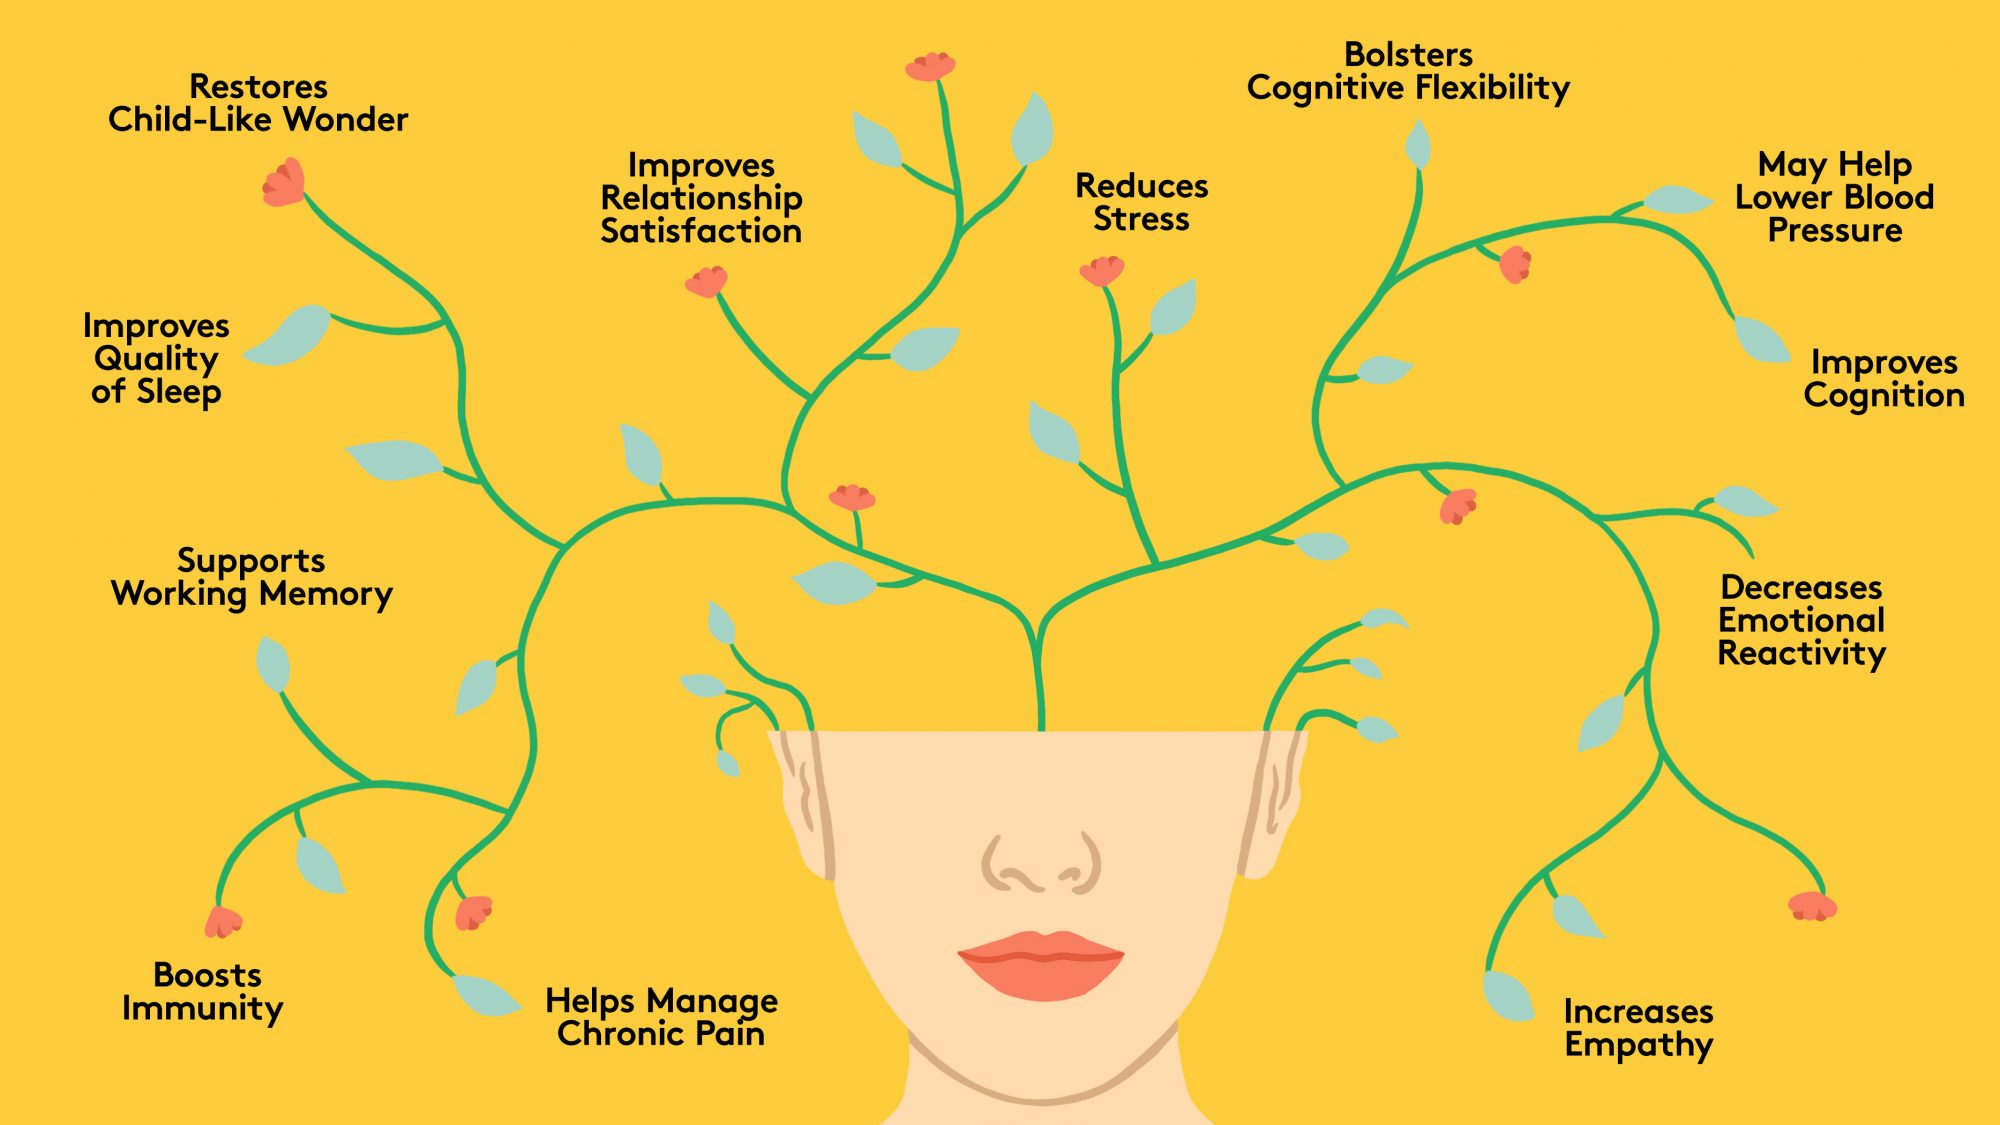 Restores
Child-Like Wonder
Improves
Relationship
Satisfaction
Reduces
Stress
Bolsters
Cognitive Flexibility
May Help
Lower Blood
Pressure
Improves
Quality
of Sleep
Improves
Cognition
Supports
Working Memory
Decreases
Emotional
Reactivity
Boosts
Immunity
Helps Manage
Chronic Pain
Increases
Empathy